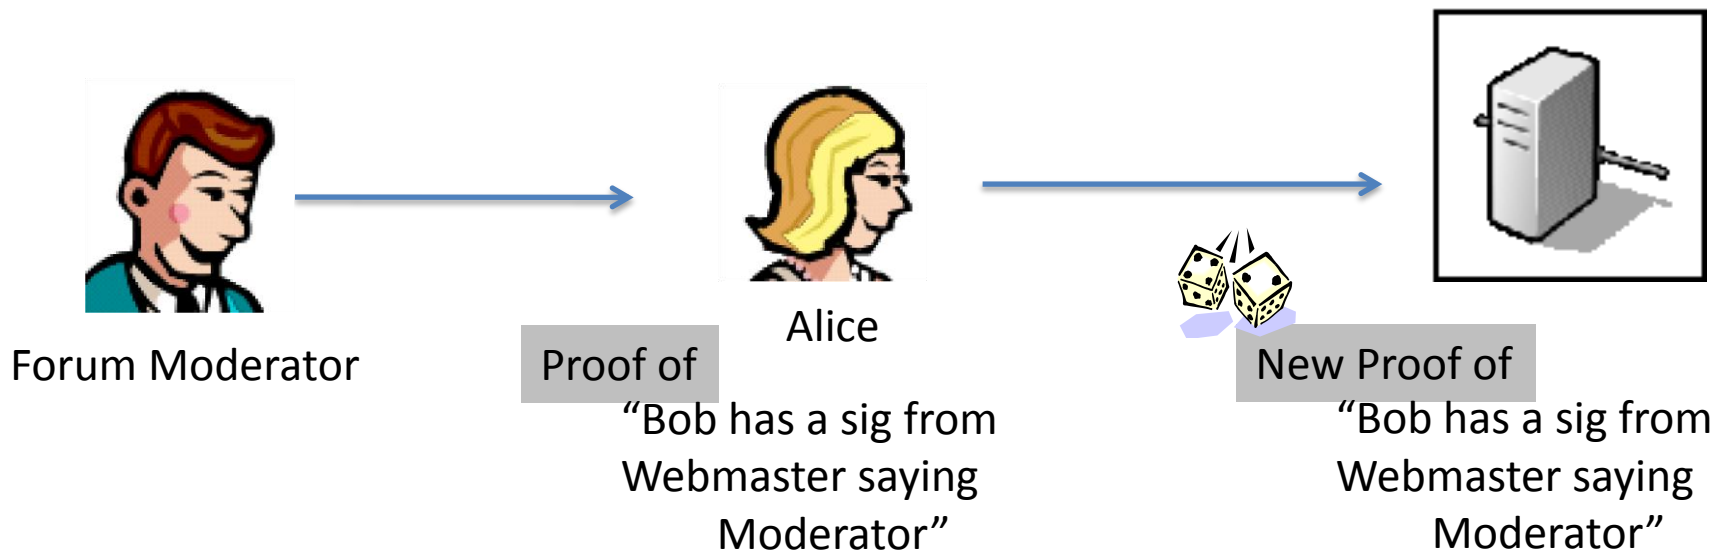 Forum Moderator
Alice
Proof of
“Bob has a sig from
Webmaster saying
Moderator”
New Proof of
“Bob has a sig from
Webmaster saying
Moderator”